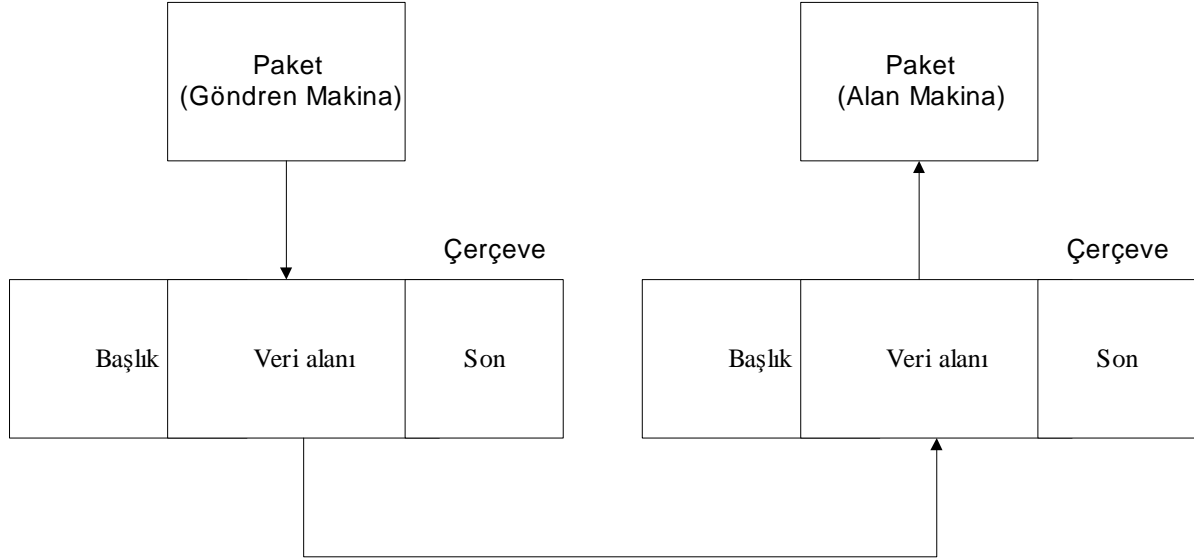 Paket
(Göndren Makina)
Paket
(Alan Makina)
Çerçeve
Çerçeve
Başlık
Veri alanı
Son
Başlık
Veri alanı
Son